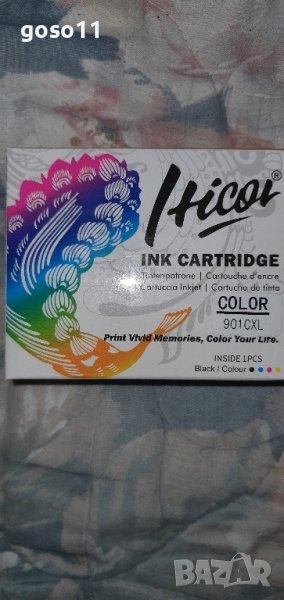 goso11
Hicol®
INK CARTRIDGE
Tintenpatrone | Cartouche d'encre
Cartuccia Inkjet | Cartucho de tinta
COLOR
901CXL
Print Vivid Memories, Color Your Life.
INSIDE 1PCS
Black / Colour
BAZAR